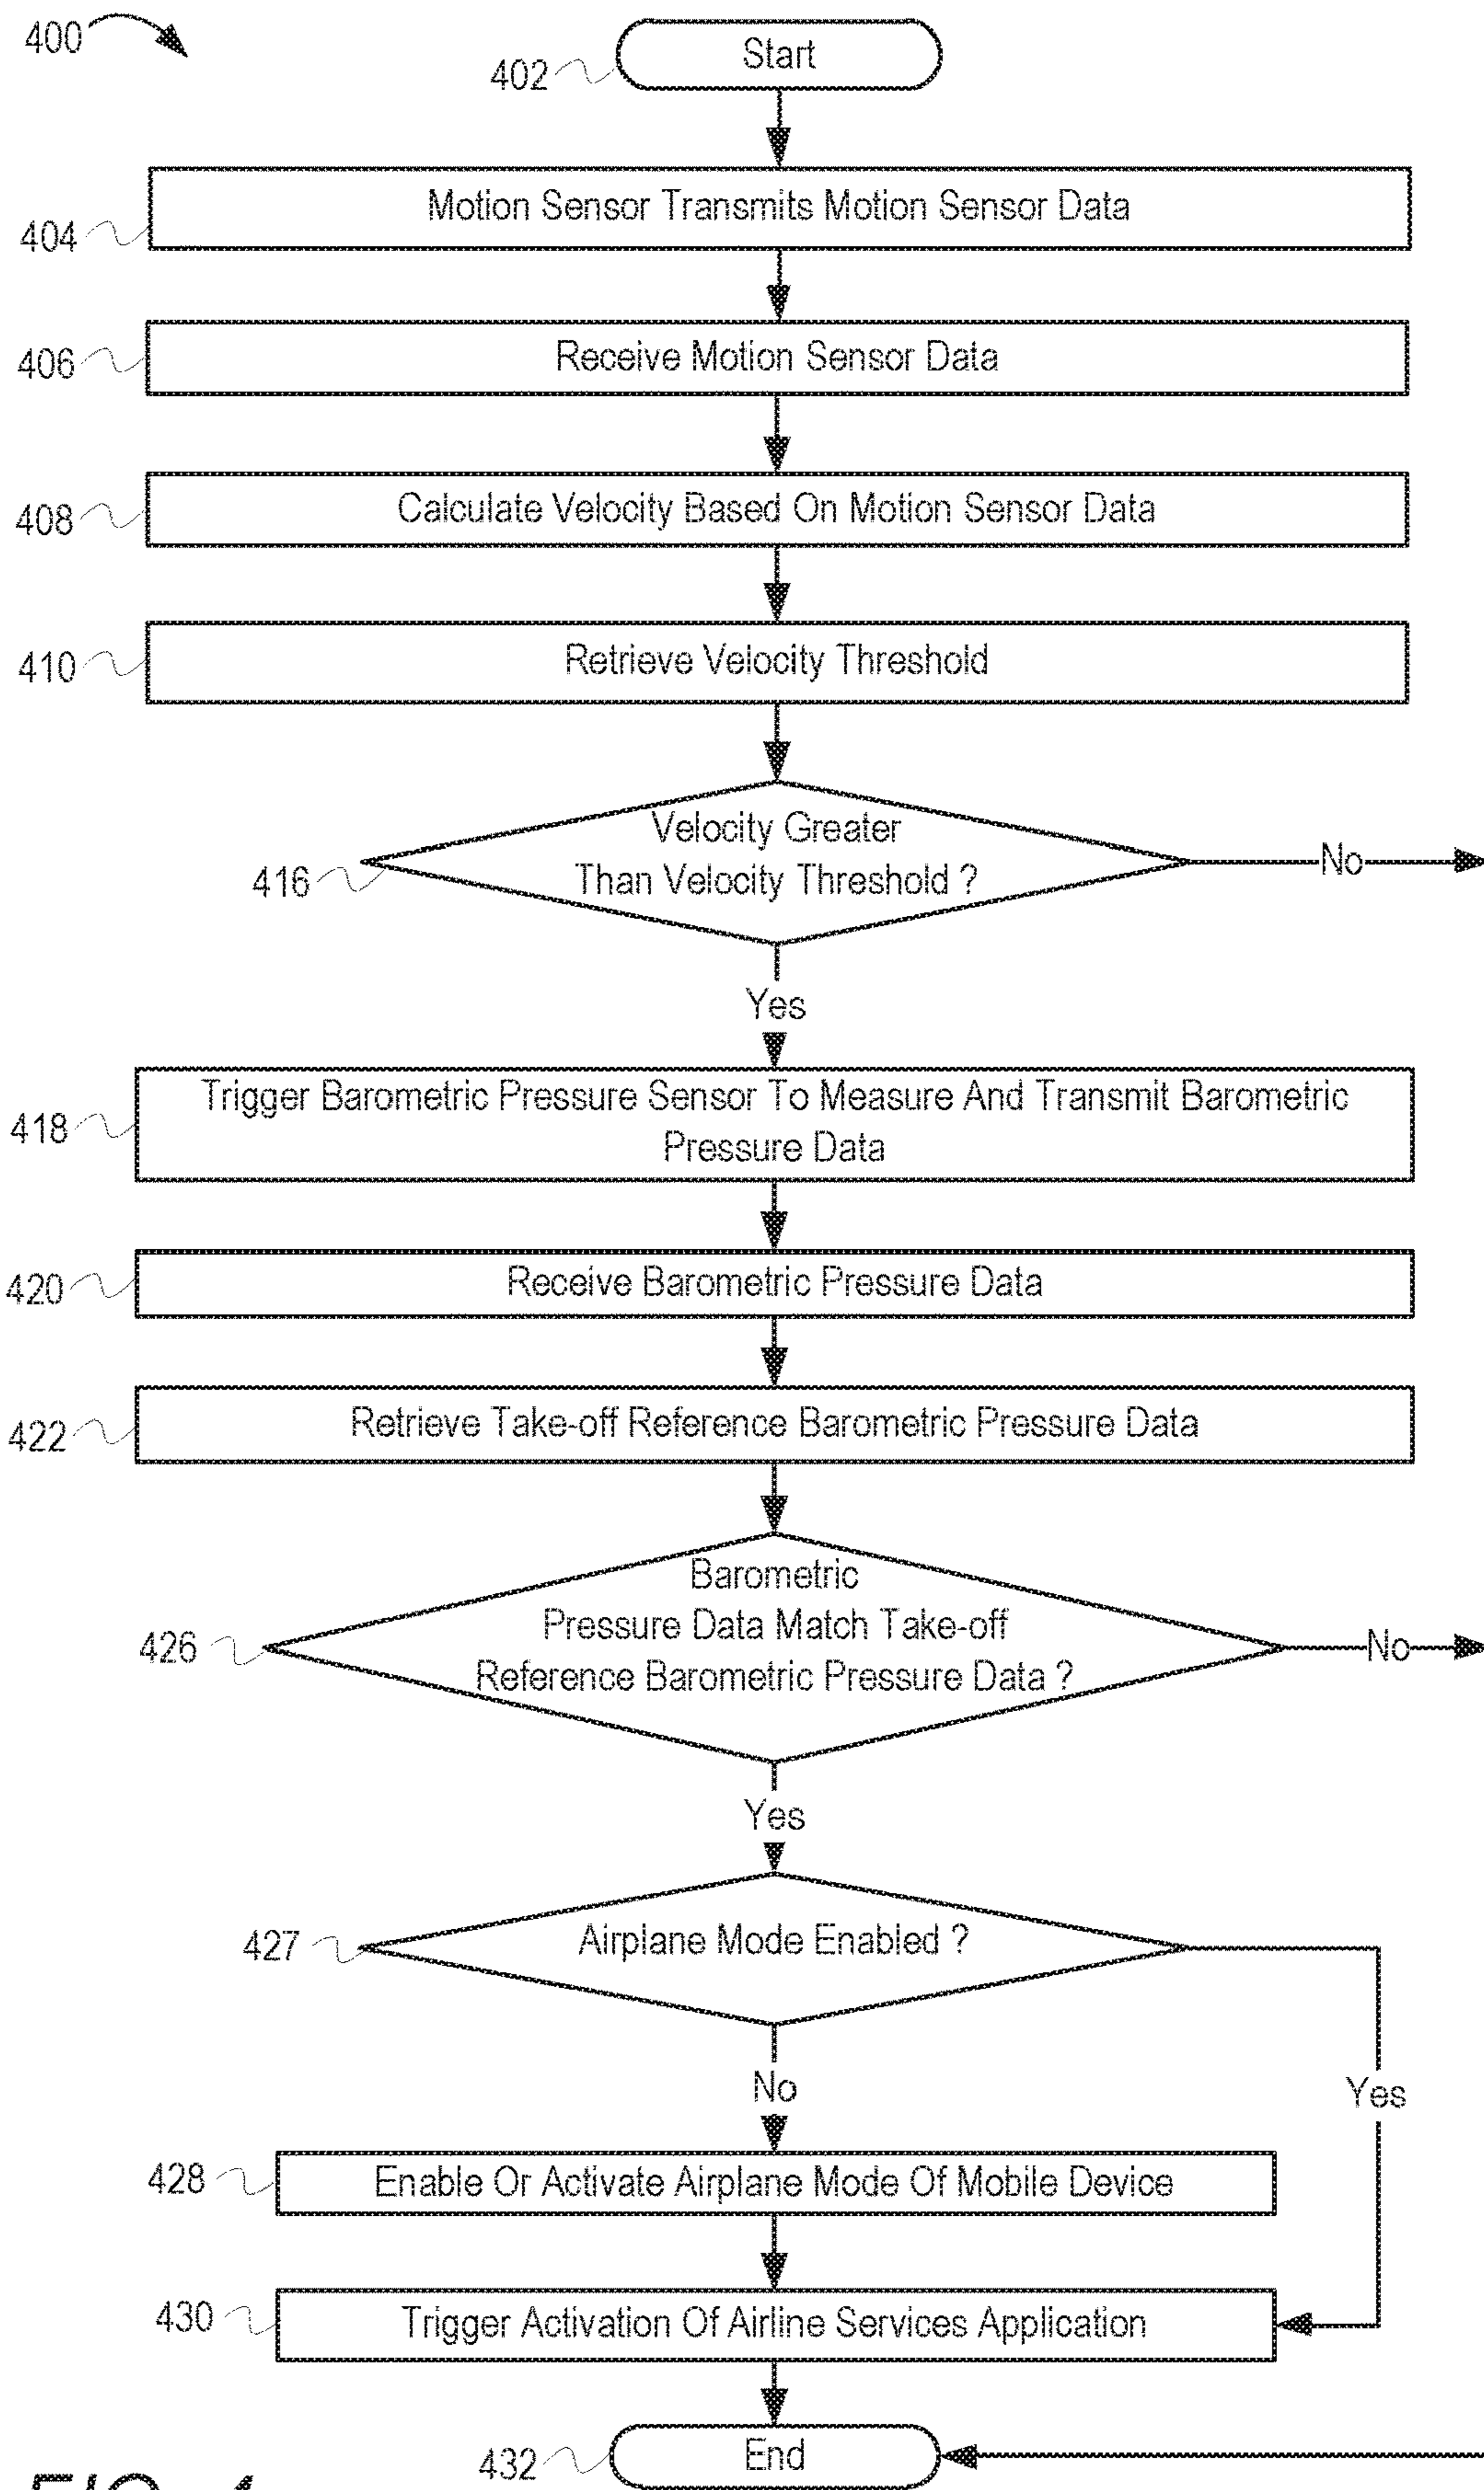 400
402
Start
404
Motion Sensor Transmits Motion Sensor Data
406
Receive Motion Sensor Data
408
Calculate Velocity Based On Motion Sensor Data
410
Retrieve Velocity Threshold
416
Velocity Greater
Than Velocity Threshold ?
No
Yes
418
Trigger Barometric Pressure Sensor To Measure And Transmit Barometric
Pressure Data
420
Receive Barometric Pressure Data
422
Retrieve Take-off Reference Barometric Pressure Data
426
Barometric
Pressure Data Match Take-off
Reference Barometric Pressure Data ?
No
Yes
427
Airplane Mode Enabled ?
No
Yes
428
Enable Or Activate Airplane Mode Of Mobile Device
430
Trigger Activation Of Airline Services Application
432
End